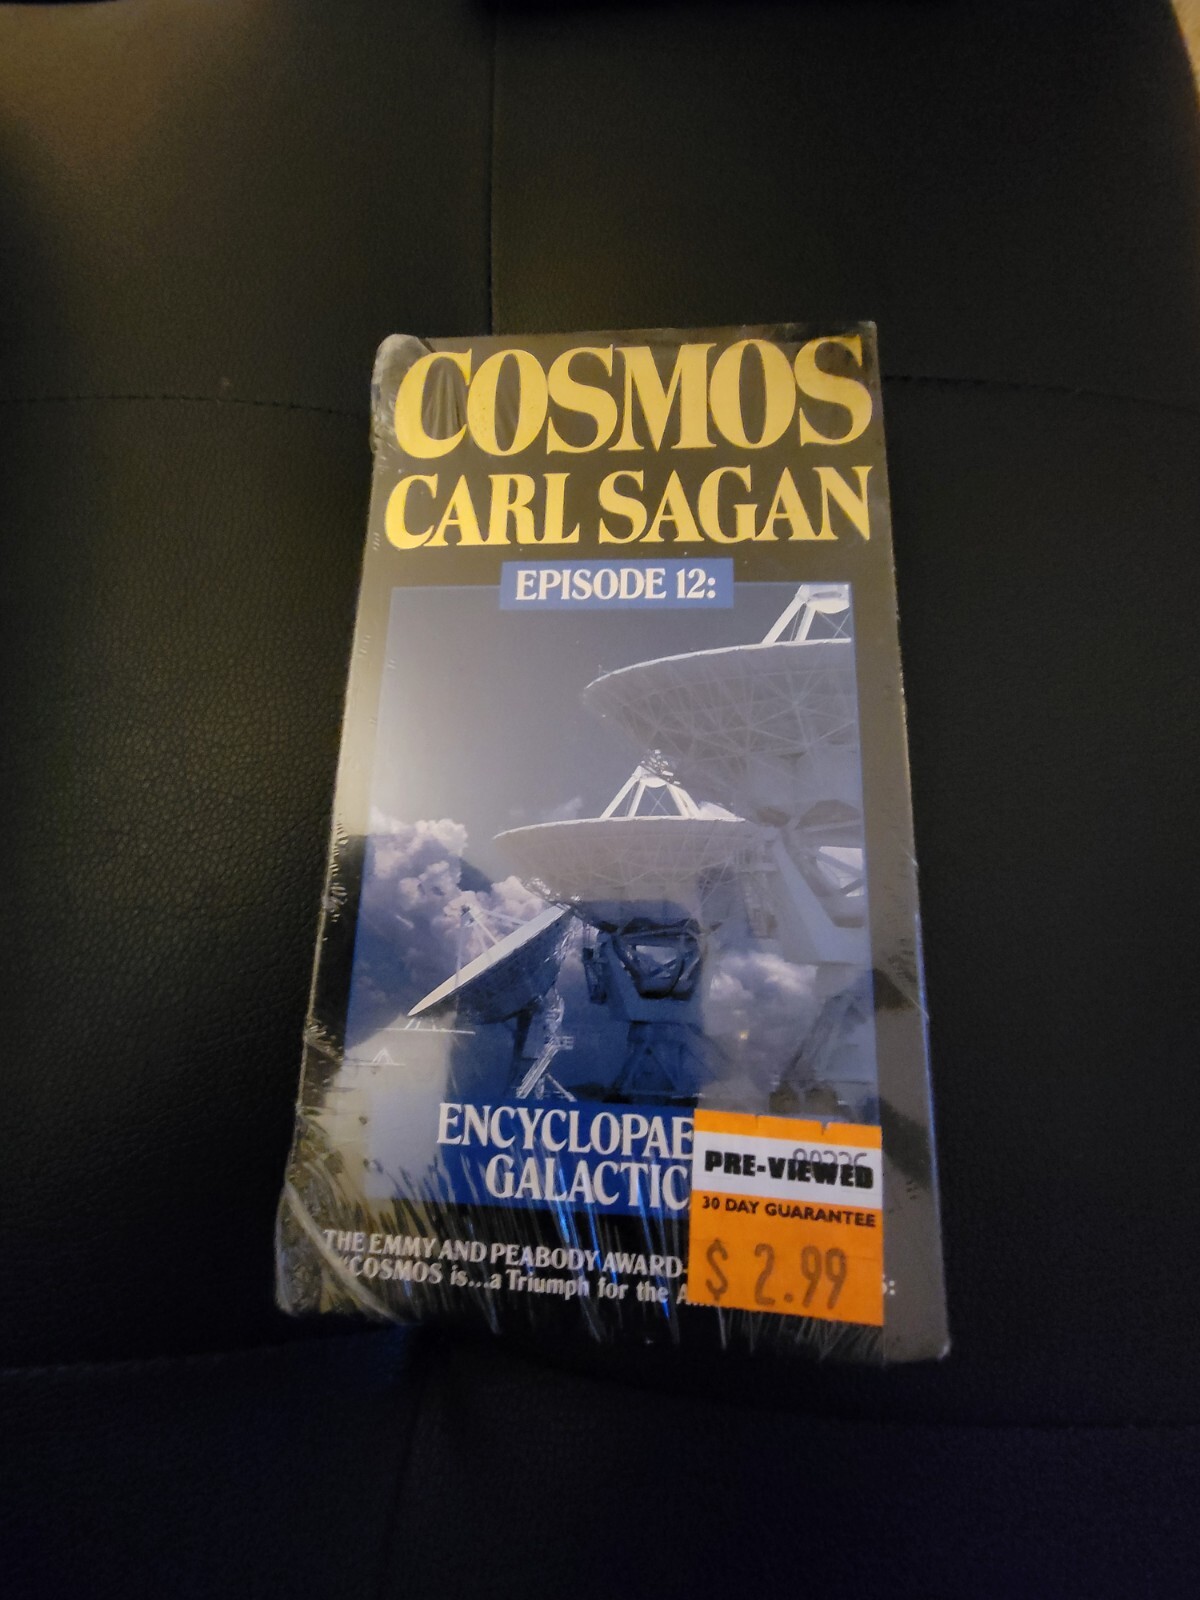 COSMOS
CARL SAGAN
EPISODE 12:
ENCYCLOPAE
GALACTIC
PRE-VIEWED
30 DAY GUARANTEE
$ 2.99
THE EMMY AND PEABODY AWARD-
"COSMOS is...a Triumph for the